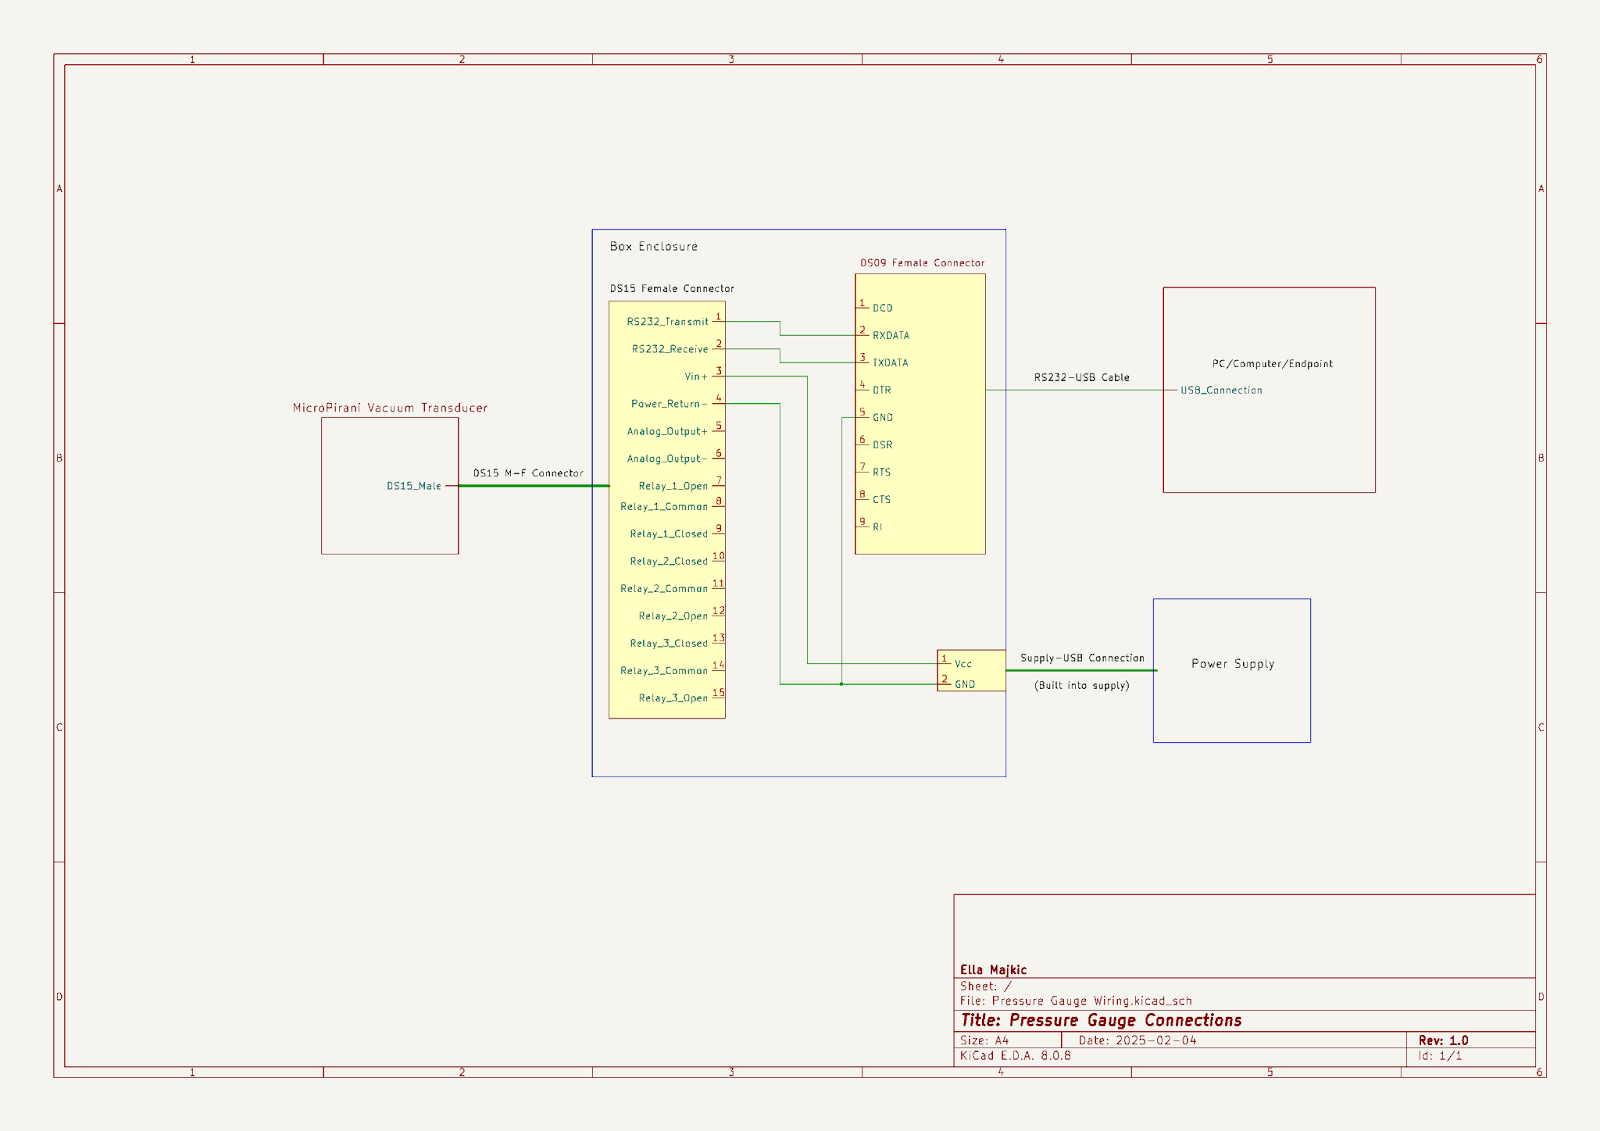 1 2 3 4 5 6
A
B
C
D
A
B
C
D
Box Enclosure
DS15 Female Connector
RS232_Transmit 1
RS232_Receive 2
Vin+ 3
Power_Return- 4
Analog_Output+ 5
Analog_Output- 6
Relay_1_Open 7
Relay_1_Common 8
Relay_1_Closed 9
Relay_2_Closed 10
Relay_2_Common 11
Relay_2_Open 12
Relay_3_Closed 13
Relay_3_Common 14
Relay_3_Open 15
DS09 Female Connector
1 DCD
2 RXDATA
3 TXDATA
4 DTR
5 GND
6 DSR
7 RTS
8 CTS
9 RI
MicroPirani Vacuum Transducer
DS15_Male
DS15 M-F Connector
RS232-USB Cable
PC/Computer/Endpoint
USB_Connection
1 Vcc
2 GND
Supply-USB Connection
(Built into supply)
Power Supply
Ella Majkic
Sheet: /
File: Pressure Gauge Wiring.kicad_sch
Title: Pressure Gauge Connections
Size: A4 Date: 2025-02-04 Rev: 1.0
KiCad E.D.A. 8.0.8 Id: 1/1
1 2 3 4 5 6